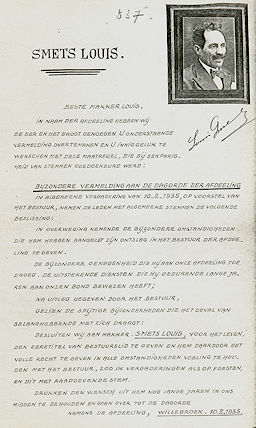 837.
SMETS LOUIS.
BESTE MAKKER LOUIS,
IN NAAM DER AFDEELING HEBBEN WIJ
DE EER EN HET GROOT GENOEGEN U ONDERSTAANDE
VERMELDING OVERTEMAKEN EN U INNIG GELUK TE
WENSCHEN MET DEZE MAATREGEL, DIE BIJ EENPARIG-
HEID VAN STEMMEN GOEDGEKEURD WERD:
BIJZONDERE VERMELDING AAN DE DAGORDE DER AFDEELING
IN ALGEMEENE VERGADERING VAN 10.2.1935, OP VOORSTEL VAN
HET BESTUUR, NEMEN DE LEDEN MET ALGEMEENE STEMMEN DE VOLGENDE
BESLISSING:
IN OVERWEGING NEMENDE DE BIJZONDERE OMSTANDIGHEDEN
DIE HEM HEBBEN AANGEZET ZIJN ONTSLAG IN HET BESTUUR DER AFDEE-
LING TE GEVEN.
DE BIJZONDERE GENEGENHEID DIE HIJ AAN ONZE AFDEELING TOE-
DROEG. DE UITSTEKENDE DIENSTEN DIE HIJ GEDURENDE LANGE JA-
REN AAN ONZEN BOND BEWEZEN HEEFT;
NA UITLEG GEGEVEN DOOR HET BESTUUR,
GEZIEN DE SPIJTIGE BIJZONDERHEDEN DIE HET GEVAL VAN
BELANGHEBBENDE MET ZICH DRAAGT:
BESLUITEN WIJ AAN MAKKER, SMETS LOUIS, VOOR HET LEVEN,
DEN EERETITEL VAN BESTUURSLID TE GEVEN EN HEM DAARDOOR HET
VOLLE RECHT TE GEVEN IN ALLE OMSTANDIGHEDEN VOELING TE HOU-
DEN MET HET BESTUUR, ZOO IN VERGADERINGEN ALS OP FEESTEN,
EN DIT MET RAADGEVENDE STEM.
DRUKKEN DEN WENSCH UIT HEM NOG LANGE JAREN IN ONS
MIDDEN TE BEHOUDEN EN GAAN OVER TOT DE DAGORDE
NAMENS DE AFDEELING, WILLEBROEK. 10.2.1935.